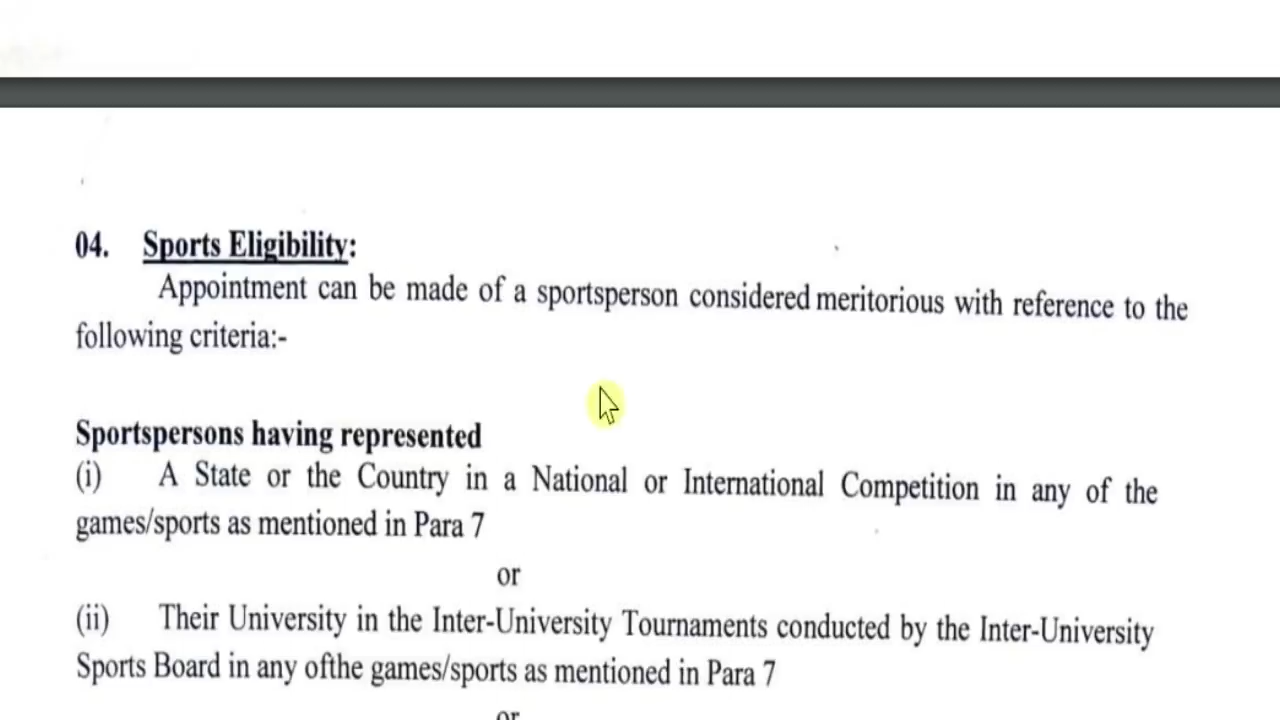 04. Sports Eligibility:
Appointment can be made of a sportsperson considered meritorious with reference to the
following criteria:-
Sportspersons having represented
(i) A State or the Country in a National or International Competition in any of the
games/sports as mentioned in Para 7
or
(ii) Their University in the Inter-University Tournaments conducted by the Inter-University
Sports Board in any ofthe games/sports as mentioned in Para 7
or